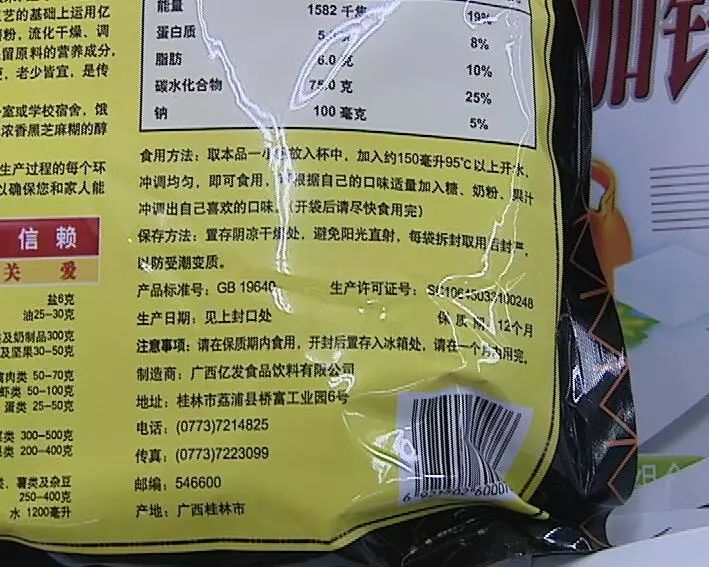 艺的基础上运用亿
粉，流化干燥、调
留原料的营养成分，
老少皆宜，是传
室或学校宿舍，饿
浓香黑芝麻糊的醇
生产过程的每个环
以确保您和家人能
信 赖
关 爱
盐6克
油25-30克
及奶制品300克
及坚果30-50克
肉类 50-70克
虾类 50-100克
蛋类 25-50克
类 300-500克
类 200-400克
薯类及杂豆
250-400克
水 1200毫升
能量 1582 千焦 19%
蛋白质 8%
脂肪 6.0 克 10%
碳水化合物 克 25%
钠 100 毫克 5%
食用方法：取本品一小 放入杯中，加入约150毫升95℃以上开水，
冲调均匀，即可食用， 根据自己的口味适量加入糖、奶粉、果汁
冲调出自己喜欢的口味。（开袋后请尽快食用完）
保存方法：置存阴凉干燥处，避免阳光直射，每袋拆封取用后封严，
以防受潮变质。
产品标准号：GB 19640 生产许可证号：SC10645033100248
生产日期：见上封口处 保质期：12个月
注意事项：请在保质期内食用，开封后置存入冰箱处，请在一个月内用完。
制造商：广西亿发食品饮料有限公司
地址：桂林市荔浦县桥富工业园6号
电话：(0773)7214825
传真：(0773)7223099
邮编：546600
产地：广西桂林市